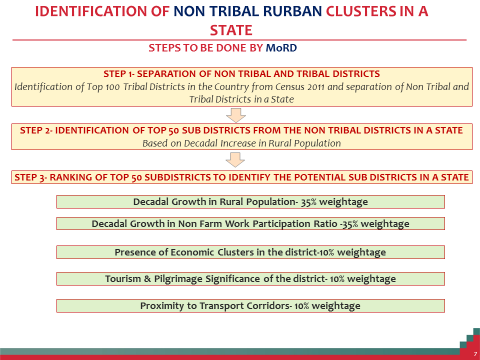 IDENTIFICATION OF NON TRIBAL RURBAN CLUSTERS IN A
STATE
STEPS TO BE DONE BY MoRD
STEP 1- SEPARATION OF NON TRIBAL AND TRIBAL DISTRICTS
Identification of Top 100 Tribal Districts in the Country from Census 2011 and separation of Non Tribal and
Tribal Districts in a State
STEP 2- IDENTIFICATION OF TOP 50 SUB DISTRICTS FROM THE NON TRIBAL DISTRICTS IN A STATE
Based on Decadal Increase in Rural Population
STEP 3- RANKING OF TOP 50 SUBDISTRICTS TO IDENTIFY THE POTENTIAL SUB DISTRICTS IN A STATE
Decadal Growth in Rural Population- 35% weightage
Decadal Growth in Non Farm Work Participation Ratio -35% weightage
Presence of Economic Clusters in the district-10% weightage
Tourism & Pilgrimage Significance of the district- 10% weightage
Proximity to Transport Corridors- 10% weightage
7